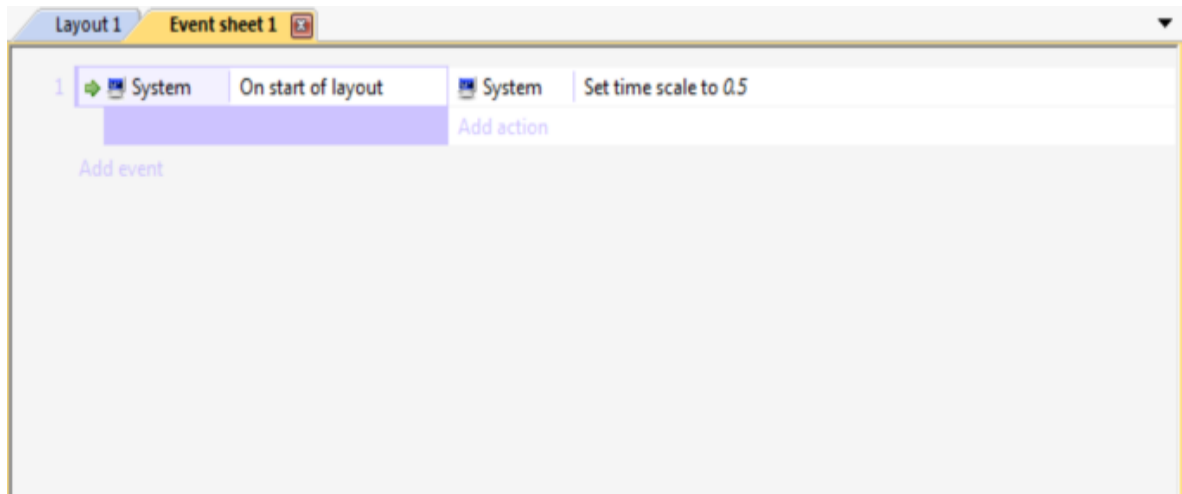 Layout 1 Event sheet 1
1 System On start of layout System Set time scale to 0.5
Add action
Add event